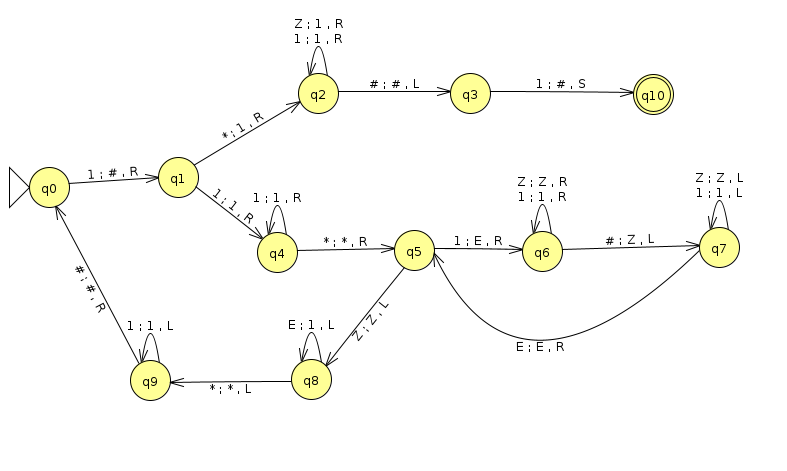 Z ; 1 , R
1 ; 1 , R
q2
# ; # , L
q3
1 ; # , S
q10
* ; 1 , R
q0
1 ; # , R
q1
1 ; 1 , R
1 ; 1 , R
q4
* ; * , R
q5
1 ; E , R
Z ; Z , R
1 ; 1 , R
q6
# ; Z , L
Z ; Z , L
1 ; 1 , L
q7
E ; E , R
Z ; Z , L
# ; # , R
1 ; 1 , L
q9
* ; * , L
E ; 1 , L
q8